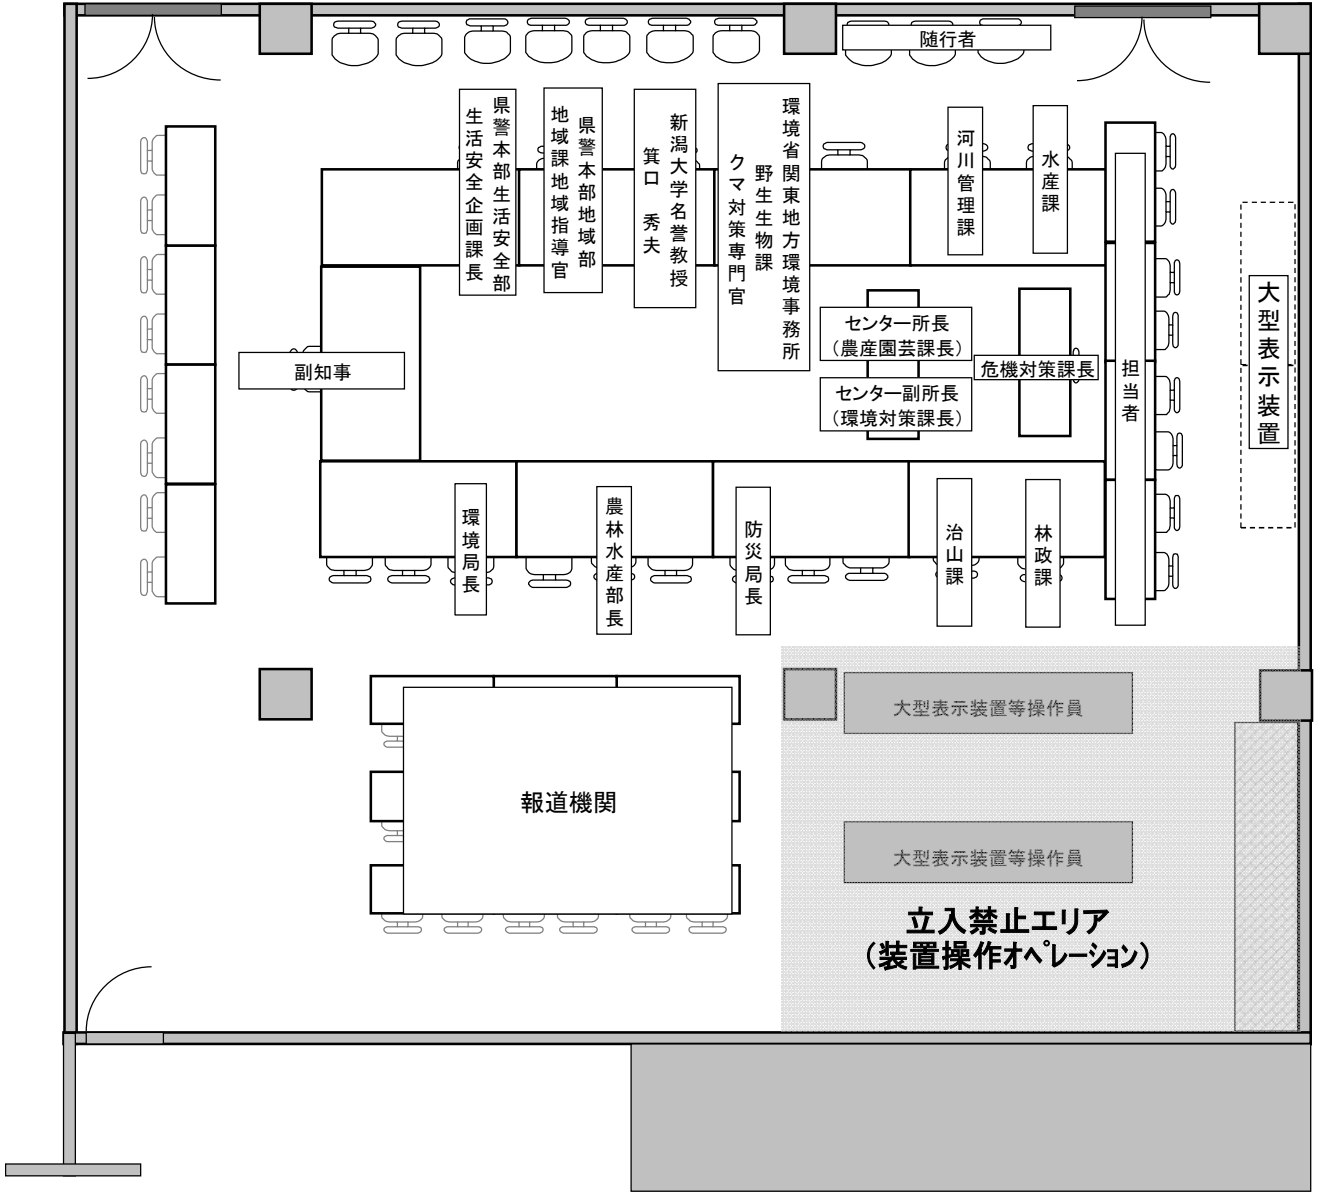 随行者
県警本部生活安全部
生活安全企画課長
県警本部地域部
地域課地域指導官
新潟大学名誉教授
箕口 秀夫
環境省関東地方環境事務所
野生生物課
クマ対策専門官
河川管理課
水産課
担当者
大型表示装置
副知事
センター所長
（農産園芸課長）
センター副所長
（環境対策課長）
危機対策課長
環境局長
農林水産部長
防災局長
治山課
林政課
報道機関
大型表示装置等操作員
大型表示装置等操作員
立入禁止エリア
（装置操作オペレーション）